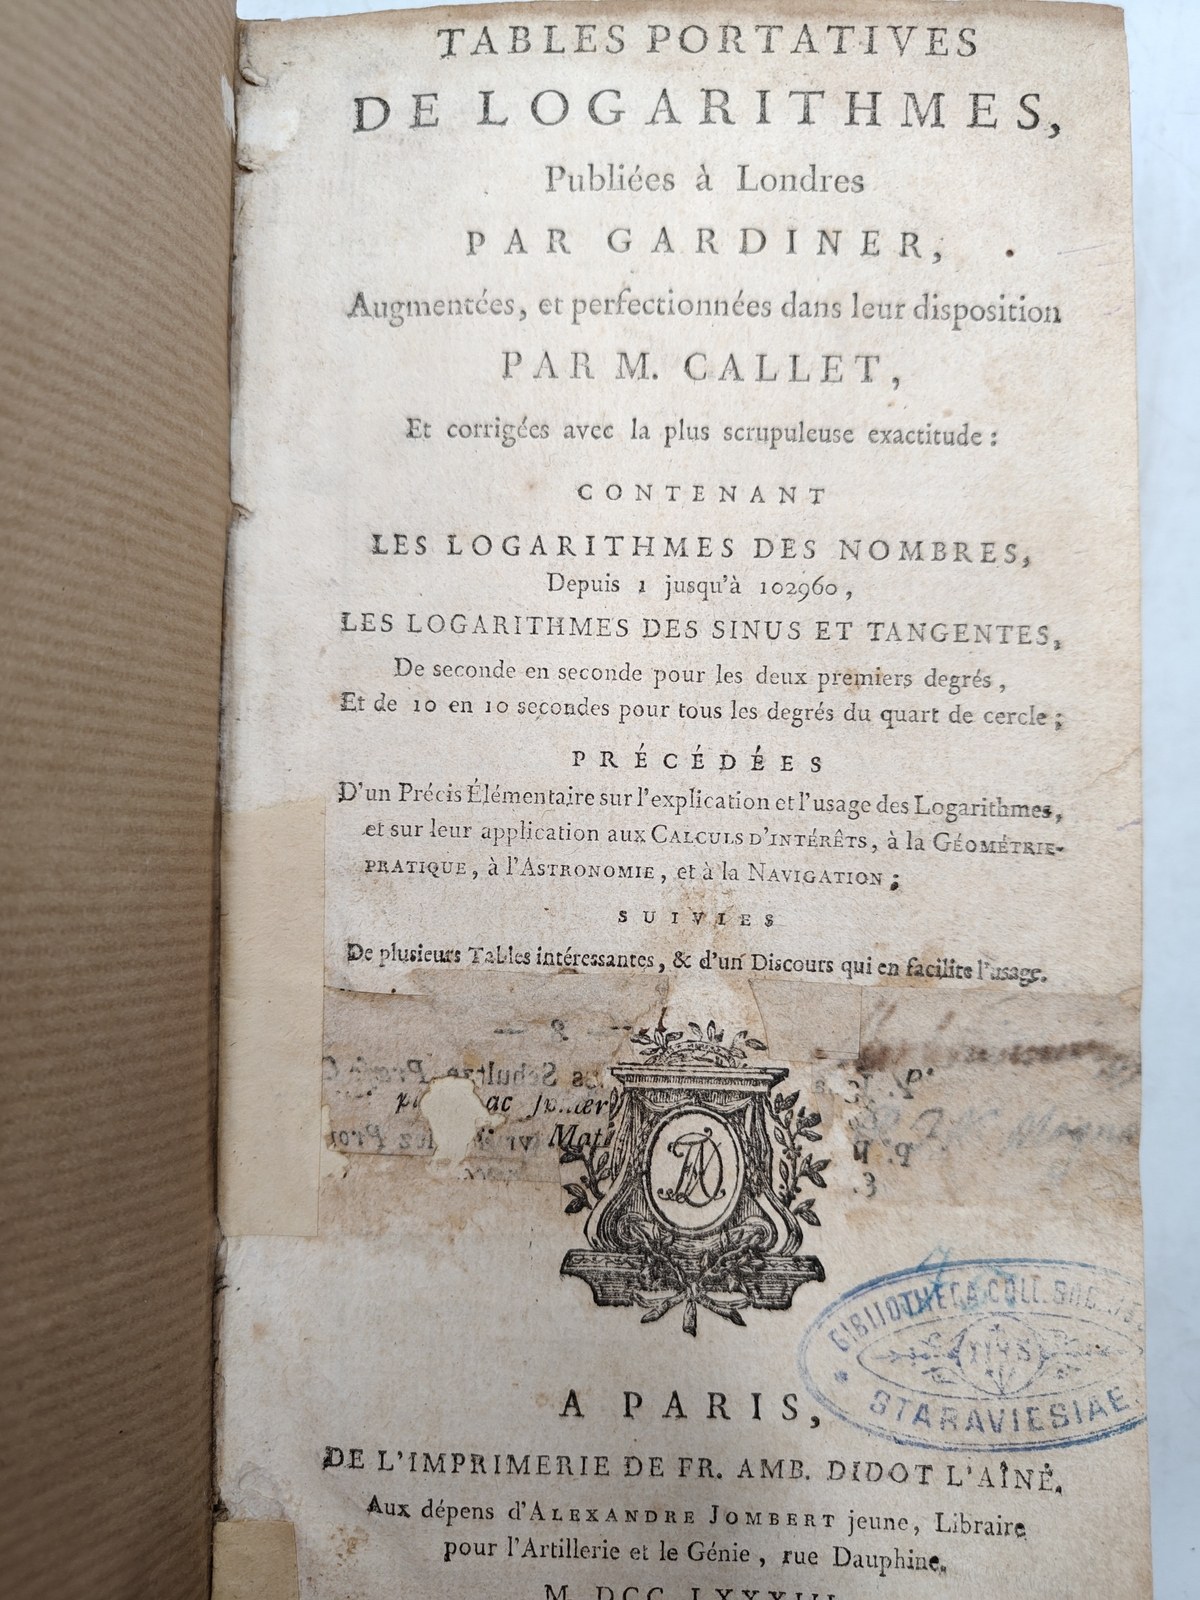 TABLES PORTATIVES
DE LOGARITHMES,
Publiées à Londres
PAR GARDINER,
Augmentées, et perfectionnées dans leur disposition
PAR M. CALLET,
Et corrigées avec la plus scrupuleuse exactitude :
CONTENANT
LES LOGARITHMES DES NOMBRES,
Depuis 1 jusqu'à 102960,
LES LOGARITHMES DES SINUS ET TANGENTES,
De seconde en seconde pour les deux premiers degrés,
Et de 10 en 10 secondes pour tous les degrés du quart de cercle ;
PRÉCÉDÉES
D'un Précis Élémentaire sur l'explication et l'usage des Logarithmes,
et sur leur application aux CALCULS D'INTÉRÊTS, à la GÉOMÉTRIE-
PRATIQUE, à l'ASTRONOMIE, et à la NAVIGATION ;
SUIVIES
De plusieurs Tables intéressantes, & d'un Discours qui en facilite l'usage.
BIBLIOTHECA COLL. SOC.
STARAVIESIAE
A PARIS,
DE L'IMPRIMERIE DE FR. AMB. DIDOT L'AÎNÉ,
Aux dépens d'ALEXANDRE JOMBERT jeune, Libraire
pour l'Artillerie et le Génie, rue Dauphine.
M. DCC. LXXXIII.